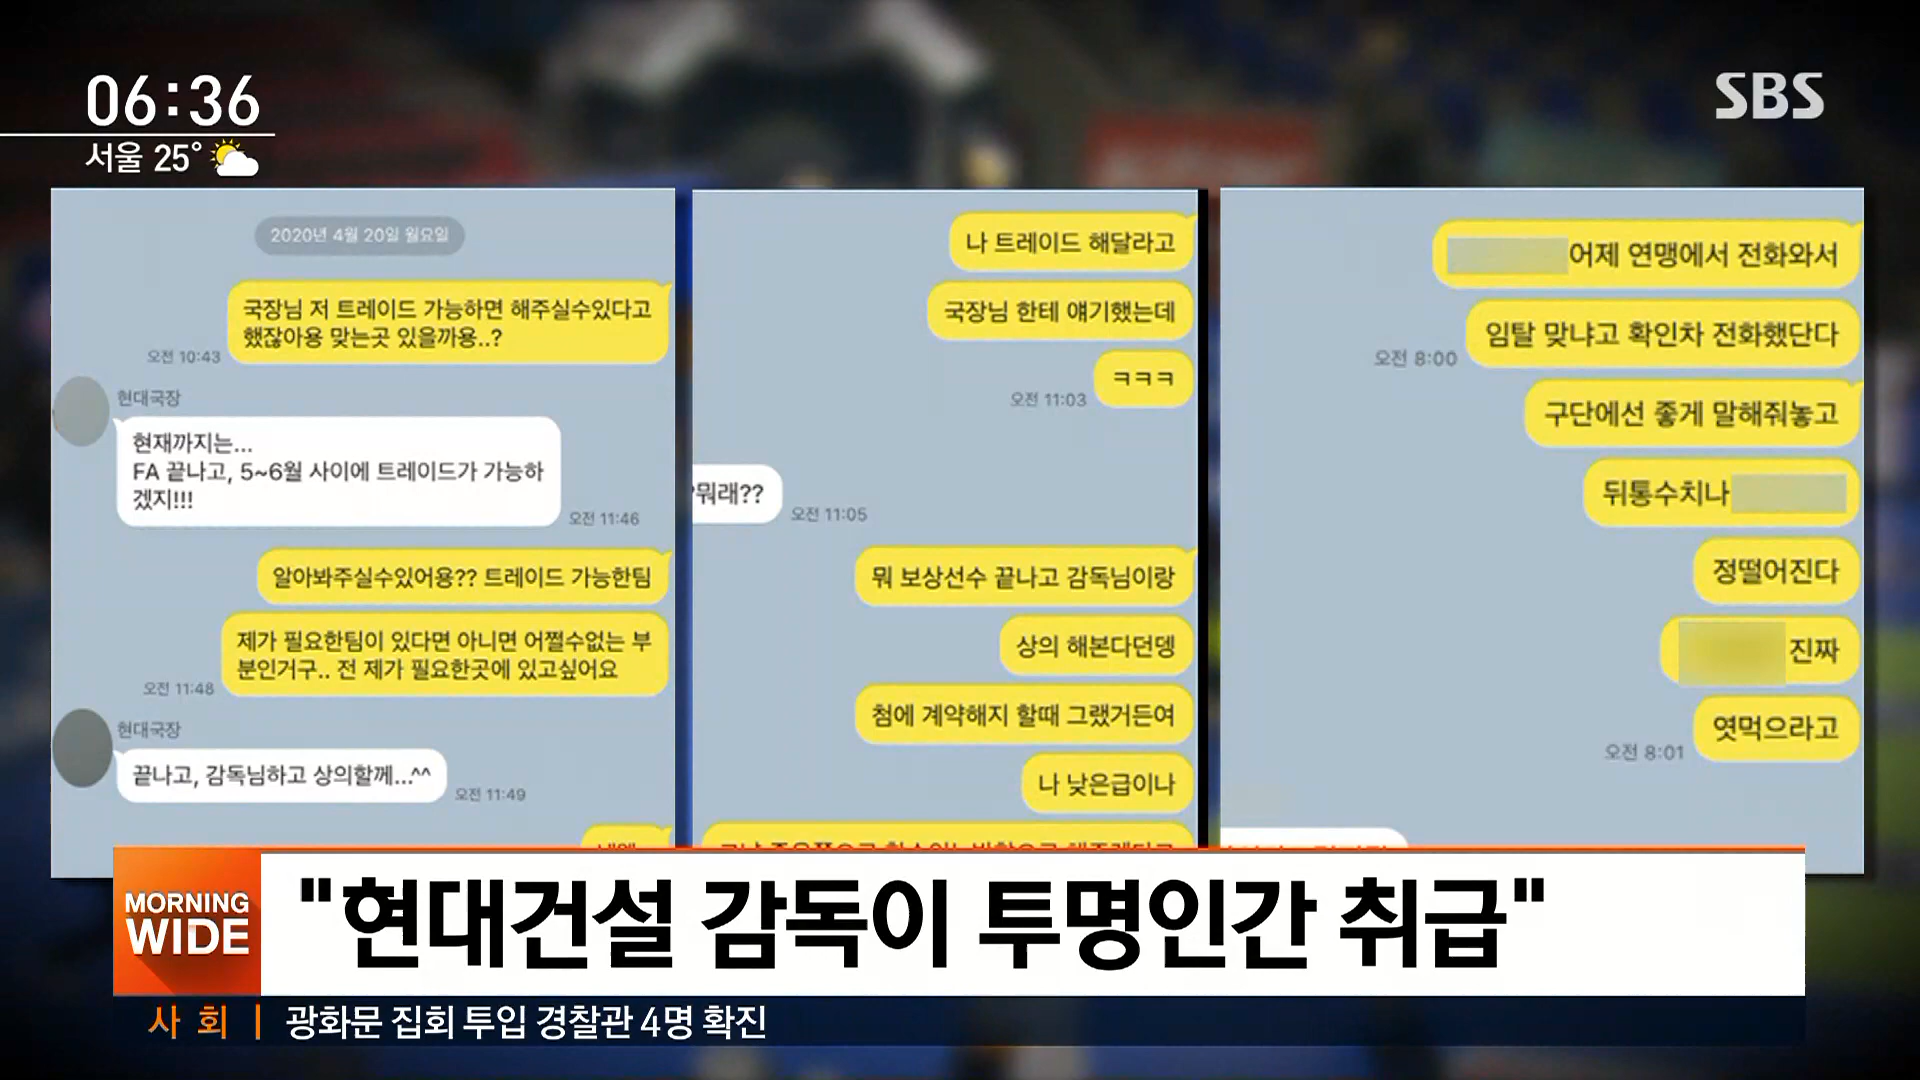 06:36
서울 25°
SBS
2020년 4월 20일 월요일
국장님 저 트레이드 가능하면 해주실수있다고
했잖아용 맞는곳 있을까용..?
오전 10:43
현대국장
현재까지는...
FA 끝나고, 5~6월 사이에 트레이드가 가능하
겠지!!!
오전 11:46
알아봐주실수있어용?? 트레이드 가능한팀
제가 필요한팀이 있다면 아니면 어쩔수없는 부
분인거구.. 전 제가 필요한곳에 있고싶어요
오전 11:48
현대국장
끝나고, 감독님하고 상의할께...^^
오전 11:49
나 트레이드 해달라고
국장님 한테 얘기했는데
ㅋㅋㅋ
오전 11:03
뭐래??
오전 11:05
뭐 보상선수 끝나고 감독님이랑
상의 해본다던뎅
첨에 계약해지 할때 그랬거든여
나 낮은급이나
어제 연맹에서 전화와서
임탈 맞냐고 확인차 전화했단다
오전 8:00
구단에선 좋게 말해줘놓고
뒤통수치나
정떨어진다
진짜
엿먹으라고
오전 8:01
MORNING
WIDE
"현대건설 감독이 투명인간 취급"
사회 | 광화문 집회 투입 경찰관 4명 확진